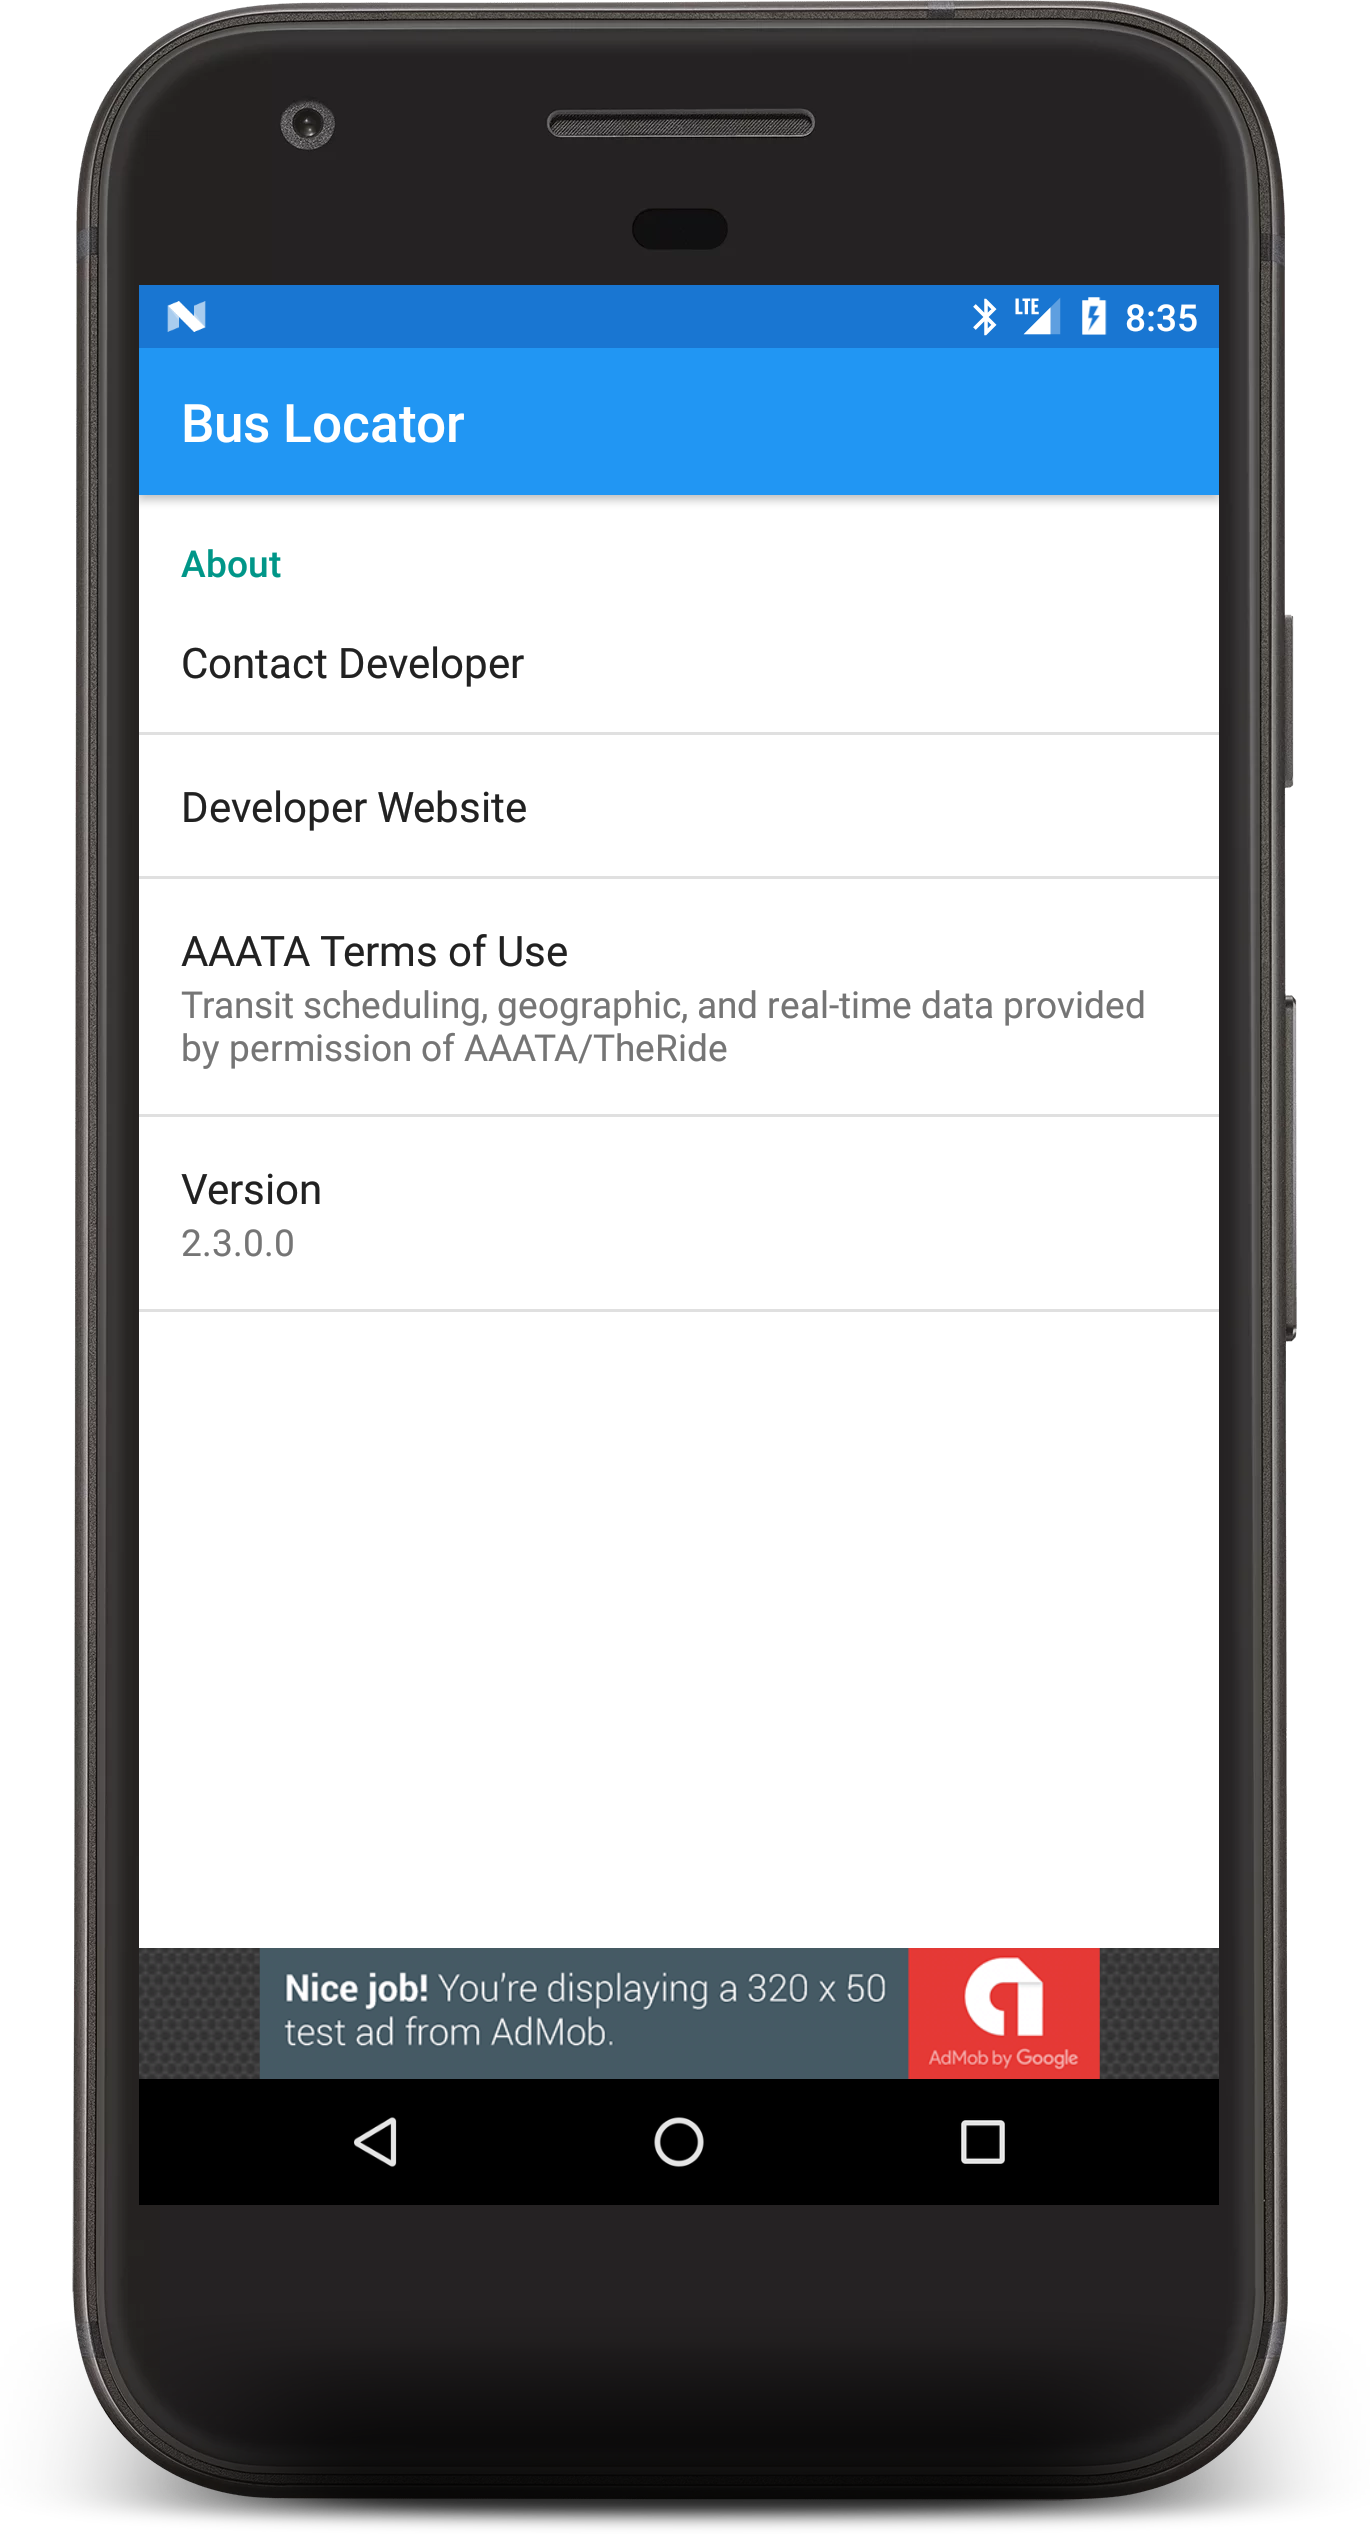 LTE 8:35
Bus Locator
About
Contact Developer
Developer Website
AAATA Terms of Use
Transit scheduling, geographic, and real-time data provided
by permission of AAATA/TheRide
Version
2.3.0.0
Nice job! You're displaying a 320 x 50
test ad from AdMob.
AdMob by Google